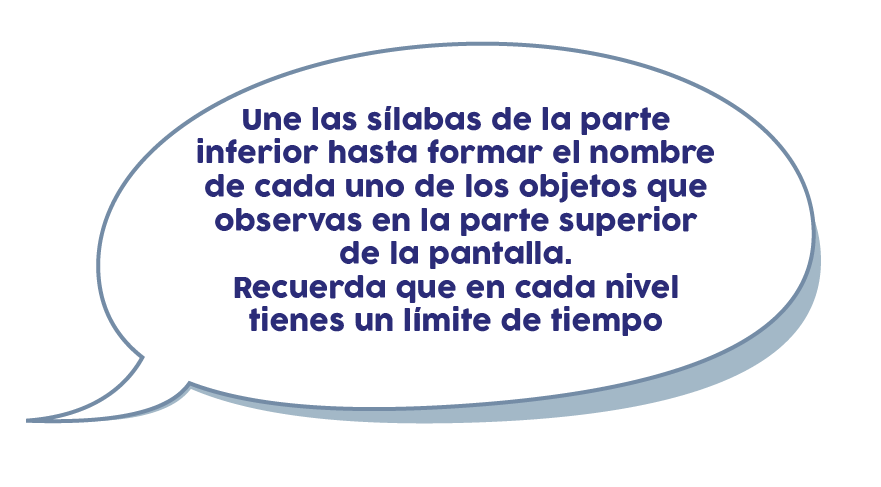 Une las sílabas de la parte
inferior hasta formar el nombre
de cada uno de los objetos que
observas en la parte superior
de la pantalla.
Recuerda que en cada nivel
tienes un límite de tiempo